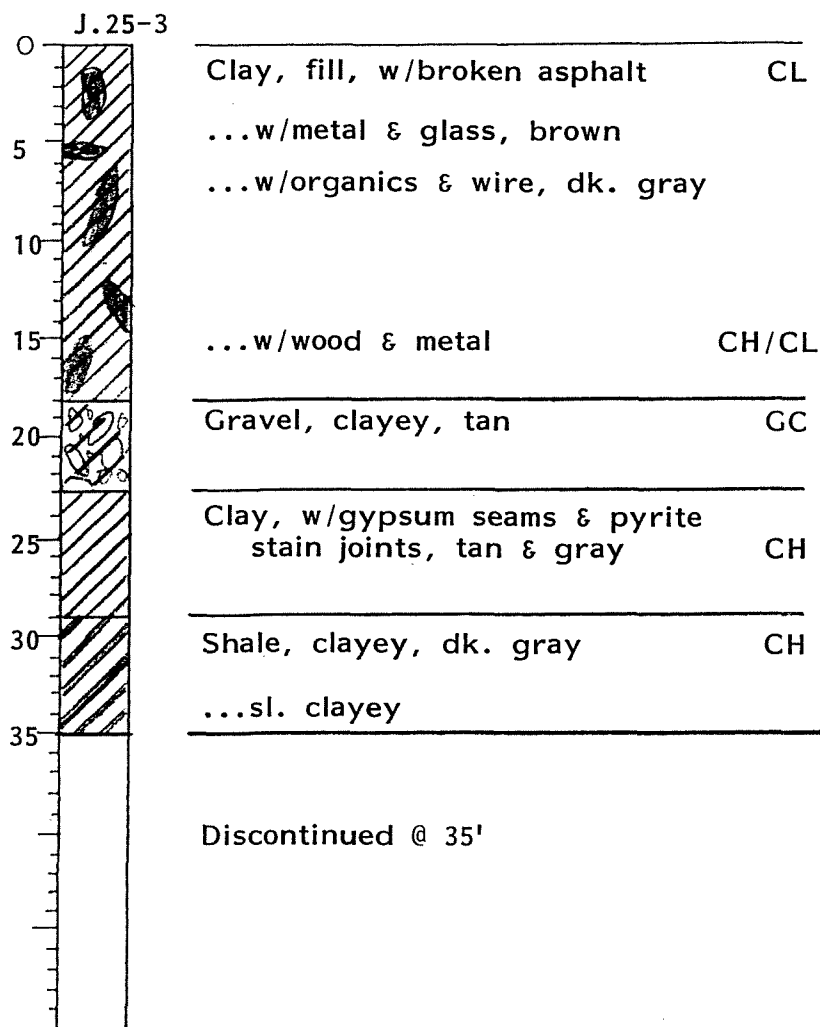 J.25-3
0
Clay, fill, w/broken asphalt CL
...w/metal & glass, brown
5
...w/organics & wire, dk. gray
10
15
...w/wood & metal CH/CL
Gravel, clayey, tan GC
20
Clay, w/gypsum seams & pyrite
25
stain joints, tan & gray CH
30
Shale, clayey, dk. gray CH
...sl. clayey
35
Discontinued @ 35'